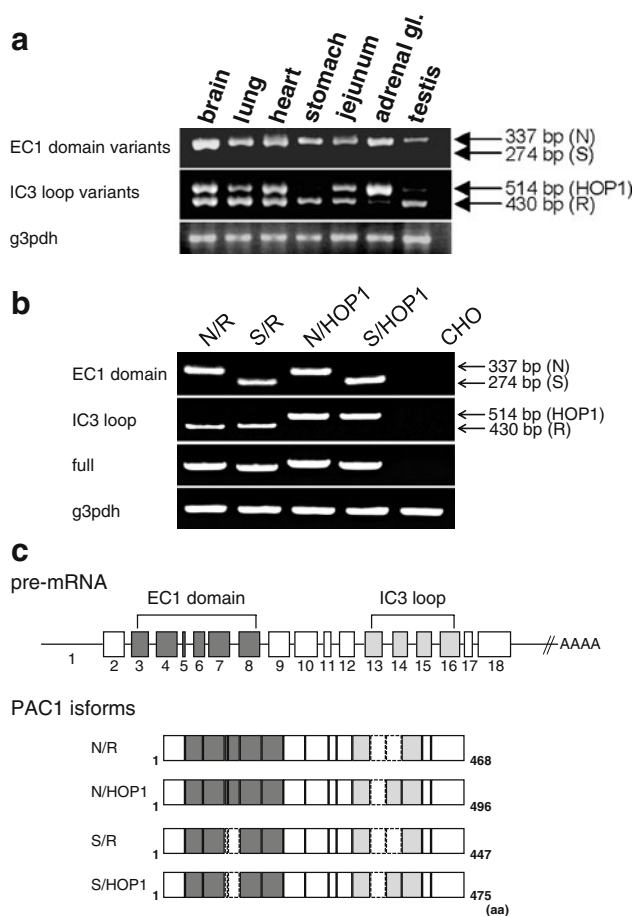 a
brain lung heart stomach jejunum adrenal gl. testis
EC1 domain variants
337 bp (N)
274 bp (S)
IC3 loop variants
514 (HOP1)
430 bp (R)
g3pdh
b
N/R S/R N/HOP1 S/HOP1 CHO
EC1 domain
337 bp (N)
274 bp (S)
IC3 loop
514 bp (HOP1)
430 bp (R)
full
g3pdh
c
pre-mRNA
EC1 domain IC3 loop
AAAA
1 2 3 4 5 6 7 8 9 10 11 12 13 14 15 16 17 18
PAC1 isforms
N/R
1 468
N/HOP1
1 496
S/R
1 447
S/HOP1
1 475
(aa)